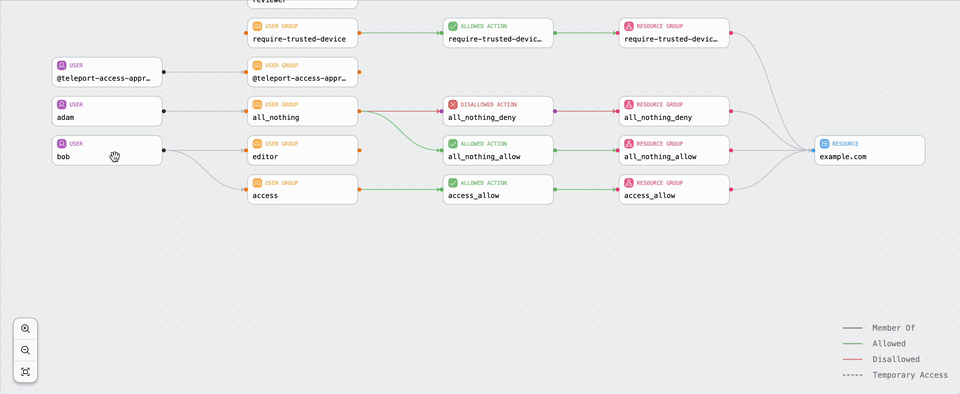 reviewer
USER GROUP
require-trusted-device
ALLOWED ACTION
require-trusted-devic…
RESOURCE GROUP
require-trusted-devic…
USER
@teleport-access-appr…
USER GROUP
@teleport-access-appr…
USER
adam
USER GROUP
all_nothing
DISALLOWED ACTION
all_nothing_deny
RESOURCE GROUP
all_nothing_deny
USER
bob
USER GROUP
editor
ALLOWED ACTION
all_nothing_allow
RESOURCE GROUP
all_nothing_allow
RESOURCE
example.com
USER GROUP
access
ALLOWED ACTION
access_allow
RESOURCE GROUP
access_allow
Member Of
Allowed
Disallowed
Temporary Access